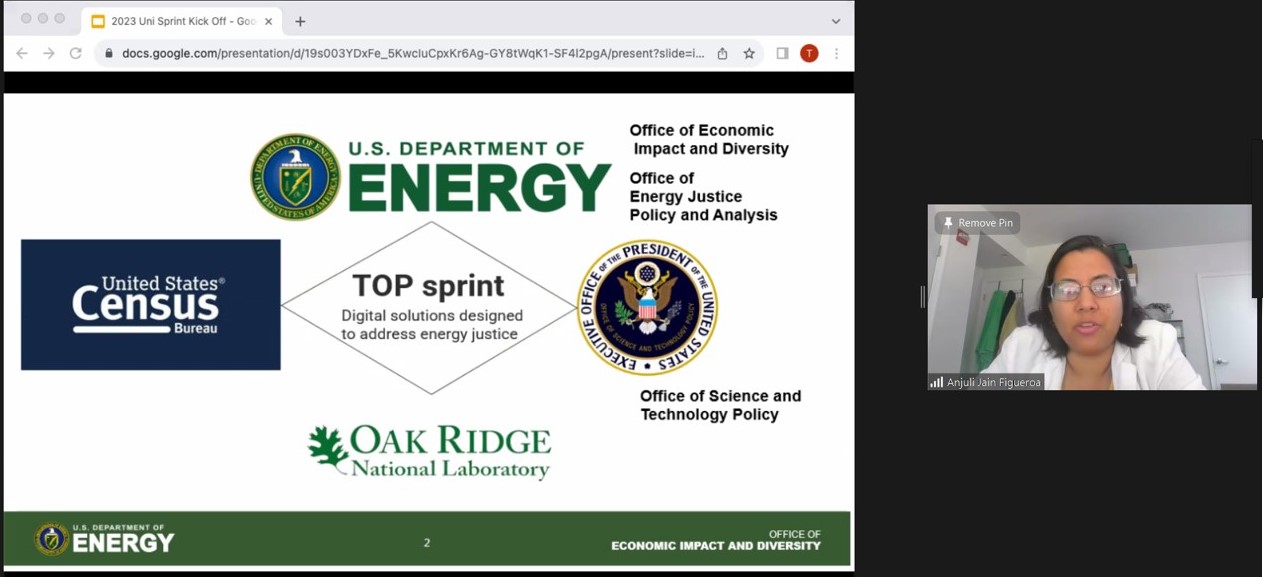 2023 Uni Sprint Kick Off - Goo
docs.google.com/presentation/d/19s003YDxFe_5KwcluCpxKr6Ag-GY8tWqK1-SF4l2pgA/present?slide=i...
T
DEPARTMENT OF ENERGY
UNITED STATES OF AMERICA
U.S. DEPARTMENT OF
ENERGY
Office of Economic
Impact and Diversity
Office of
Energy Justice
Policy and Analysis
United States®
Census
Bureau
TOP sprint
Digital solutions designed
to address energy justice
EXECUTIVE OFFICE OF THE PRESIDENT OF THE UNITED STATES
OFFICE OF SCIENCE AND TECHNOLOGY POLICY
Office of Science and
Technology Policy
OAK RIDGE
National Laboratory
U.S. DEPARTMENT OF
ENERGY
2
OFFICE OF
ECONOMIC IMPACT AND DIVERSITY
Remove Pin
Anjuli Jain Figueroa